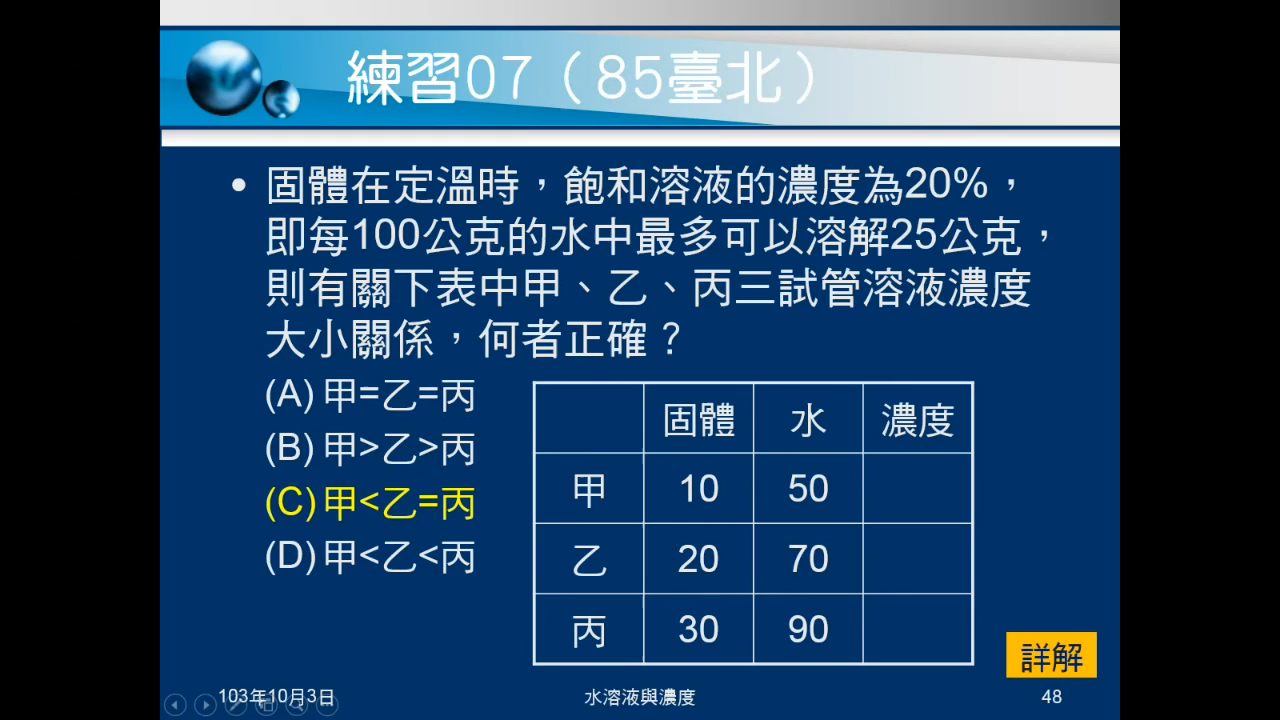 練習07（85臺北）
• 固體在定溫時，飽和溶液的濃度為20%，
即每100公克的水中最多可以溶解25公克，
則有關下表中甲、乙、丙三試管溶液濃度
大小關係，何者正確？
(A) 甲=乙=丙
(B) 甲>乙>丙
(C) 甲<乙=丙
(D) 甲<乙<丙
固體 水 濃度
甲 10 50
乙 20 70
丙 30 90
詳解
103年10月3日 水溶液與濃度 48